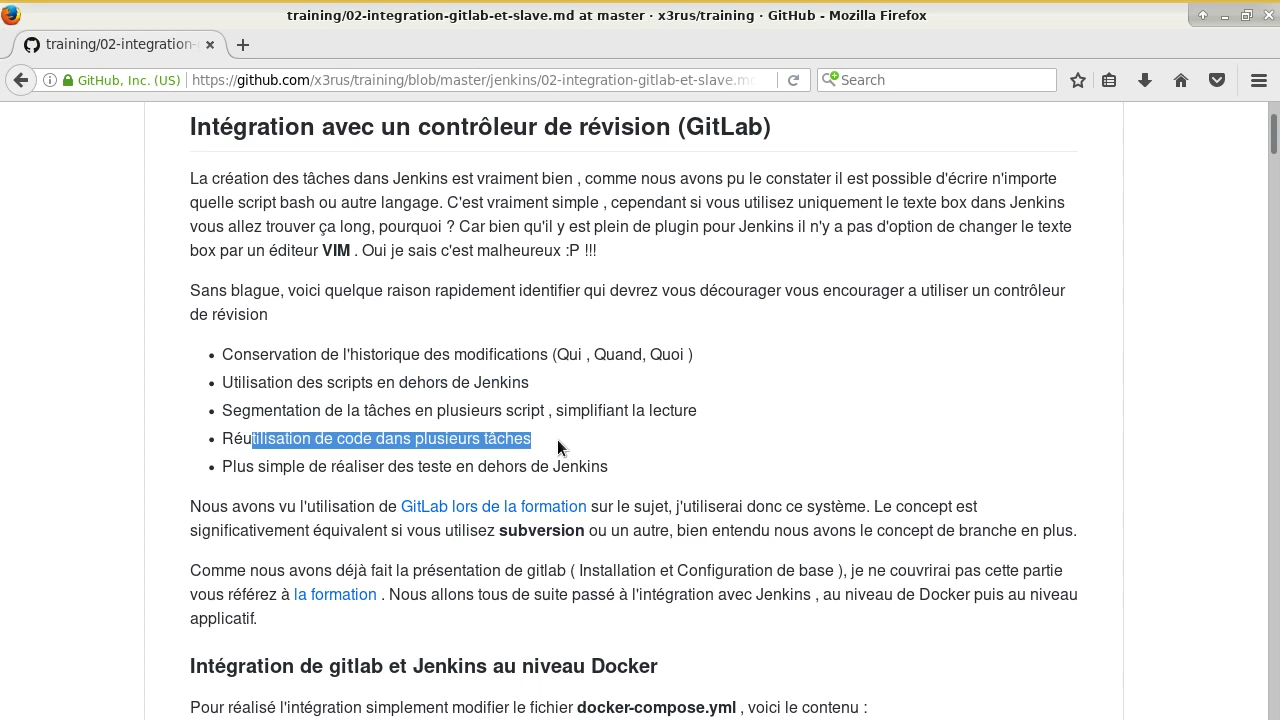 training/02-integration-gitlab-et-slave.md at master · x3rus/training · GitHub - Mozilla Firefox
training/02-integration-
GitHub, Inc. (US)
https://github.com/x3rus/training/blob/master/jenkins/02-integration-gitlab-et-slave.md
Search
Intégration avec un contrôleur de révision (GitLab)
La création des tâches dans Jenkins est vraiment bien , comme nous avons pu le constater il est possible d'écrire n'importe
quelle script bash ou autre langage. C'est vraiment simple , cependant si vous utilisez uniquement le texte box dans Jenkins
vous allez trouver ça long, pourquoi ? Car bien qu'il y est plein de plugin pour Jenkins il n'y a pas d'option de changer le texte
box par un éditeur VIM . Oui je sais c'est malheureux :P !!!
Sans blague, voici quelque raison rapidement identifier qui devrez vous décourager vous encourager a utiliser un contrôleur
de révision
• Conservation de l'historique des modifications (Qui , Quand, Quoi )
• Utilisation des scripts en dehors de Jenkins
• Segmentation de la tâches en plusieurs script , simplifiant la lecture
• Réutilisation de code dans plusieurs tâches
• Plus simple de réaliser des teste en dehors de Jenkins
Nous avons vu l'utilisation de GitLab lors de la formation sur le sujet, j'utiliserai donc ce système. Le concept est
significativement équivalent si vous utilisez subversion ou un autre, bien entendu nous avons le concept de branche en plus.
Comme nous avons déjà fait la présentation de gitlab ( Installation et Configuration de base ), je ne couvrirai pas cette partie
vous référez à la formation . Nous allons tous de suite passé à l'intégration avec Jenkins , au niveau de Docker puis au niveau
applicatif.
Intégration de gitlab et Jenkins au niveau Docker
Pour réalisé l'intégration simplement modifier le fichier docker-compose.yml , voici le contenu :